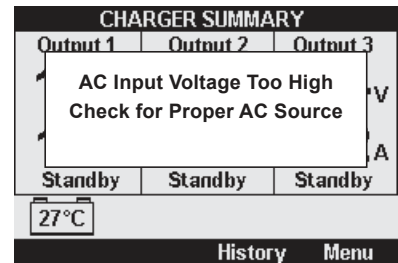 CHARGER SUMMARY
Output 1 Output 2 Output 3
AC Input Voltage Too High
Check for Proper AC Source
V
A
Standby Standby Standby
27°C
History Menu